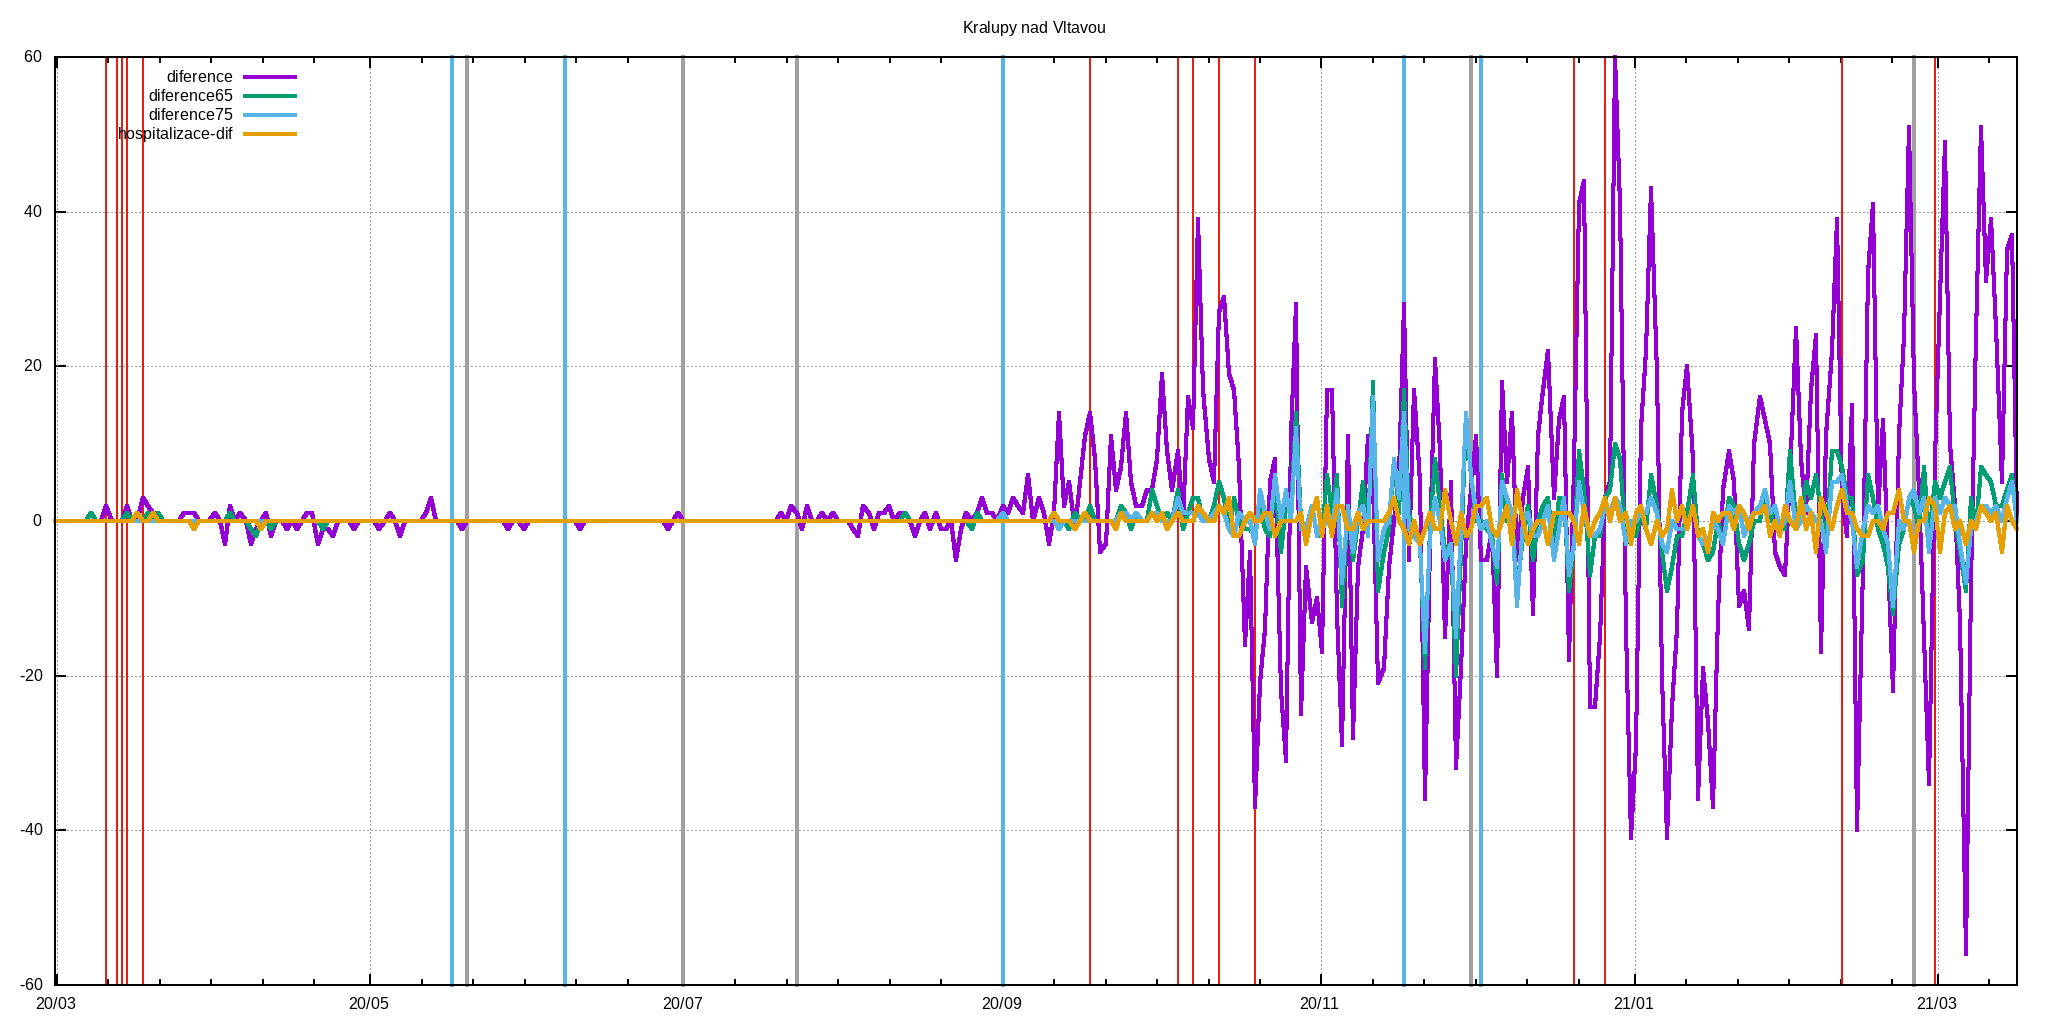 Kralupy nad Vltavou
60
diference
diference65
diference75
hospitalizace-dif
40
20
0
-20
-40
-60
20/03 20/05 20/07 20/09 20/11 21/01 21/03